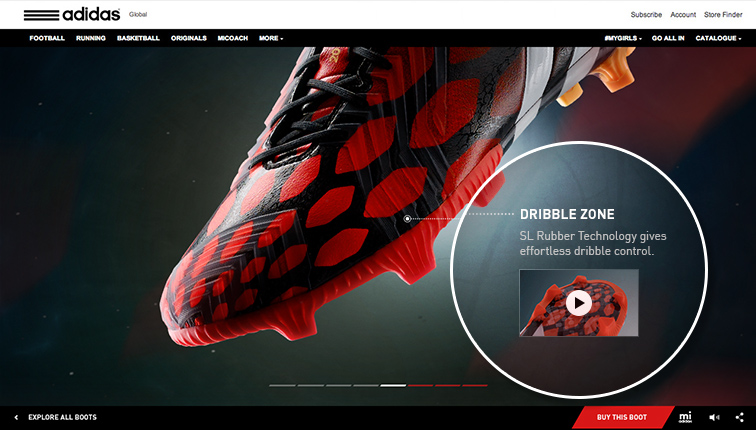 adidas
Global
Subscribe Account Store Finder
FOOTBALL RUNNING BASKETBALL ORIGINALS MICOACH MORE
#MYGIRLS GO ALL IN CATALOGUE
DRIBBLE ZONE
SL Rubber Technology gives
effortless dribble control.
EXPLORE ALL BOOTS
BUY THIS BOOT
mi
adidas